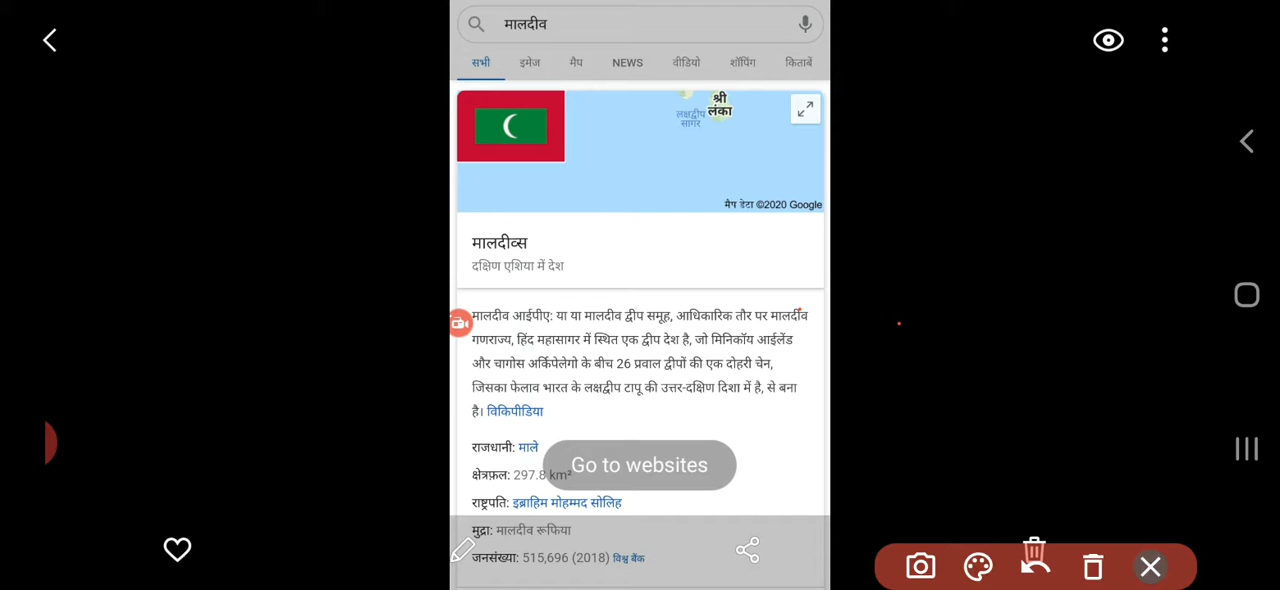 मालदीव
सभी इमेज मैप NEWS वीडियो शॉपिंग किताबें
श्री
लंका
लक्षद्वीप
सागर
मैप डेटा ©2020 Google
मालदीव्स
दक्षिण एशिया में देश
मालदीव आईपीए: या या मालदीव द्वीप समूह, आधिकारिक तौर पर मालदीव
गणराज्य, हिंद महासागर में स्थित एक द्वीप देश है, जो मिनिकॉय आईलेंड
और चागोस अर्किपेलेगो के बीच 26 प्रवाल द्वीपों की एक दोहरी चेन,
जिसका फेलाव भारत के लक्षद्वीप टापू की उत्तर-दक्षिण दिशा में है, से बना
है। विकिपीडिया
राजधानी: माले
Go to websites
क्षेत्रफ़ल: 297.8 km²
राष्ट्रपति: इब्राहिम मोहम्मद सोलिह
मुद्रा: मालदीव रूफिया
जनसंख्या: 515,696 (2018) विश्व बैंक